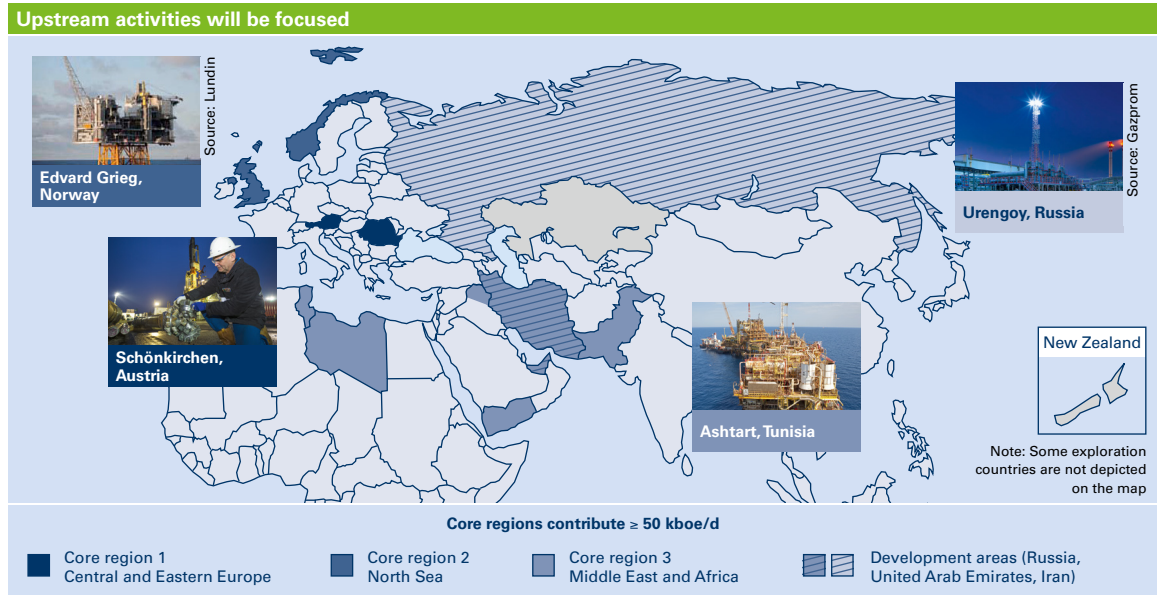 Upstream activities will be focused
Source: Lundin
Edvard Grieg,
Norway
Source: Gazprom
Urengoy, Russia
Schönkirchen,
Austria
Ashtart, Tunisia
New Zealand
Note: Some exploration
countries are not depicted
on the map
Core regions contribute ≥ 50 kboe/d
Core region 1
Central and Eastern Europe
Core region 2
North Sea
Core region 3
Middle East and Africa
Development areas (Russia,
United Arab Emirates, Iran)